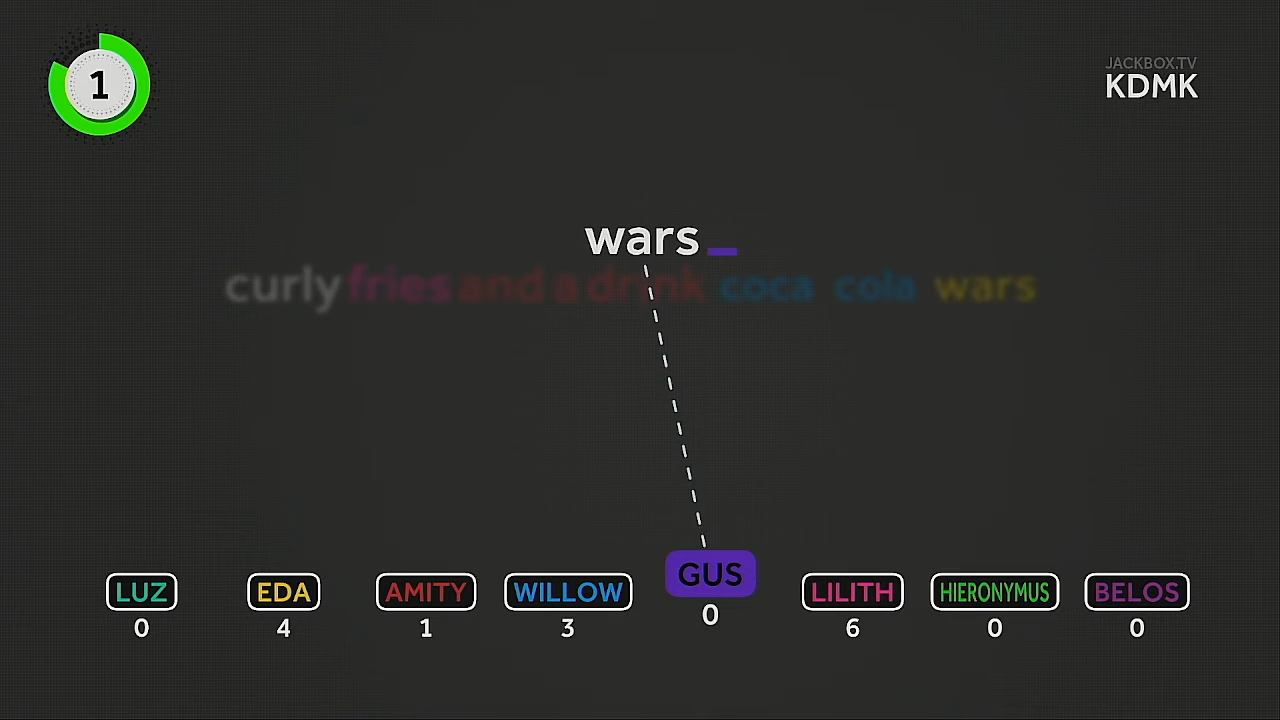 1
JACKBOX.TV
KDMK
wars_
curly fries and a drink coca cola wars
LUZ EDA AMITY WILLOW GUS LILITH HIERONYMUS BELOS
0 4 1 3 0 6 0 0